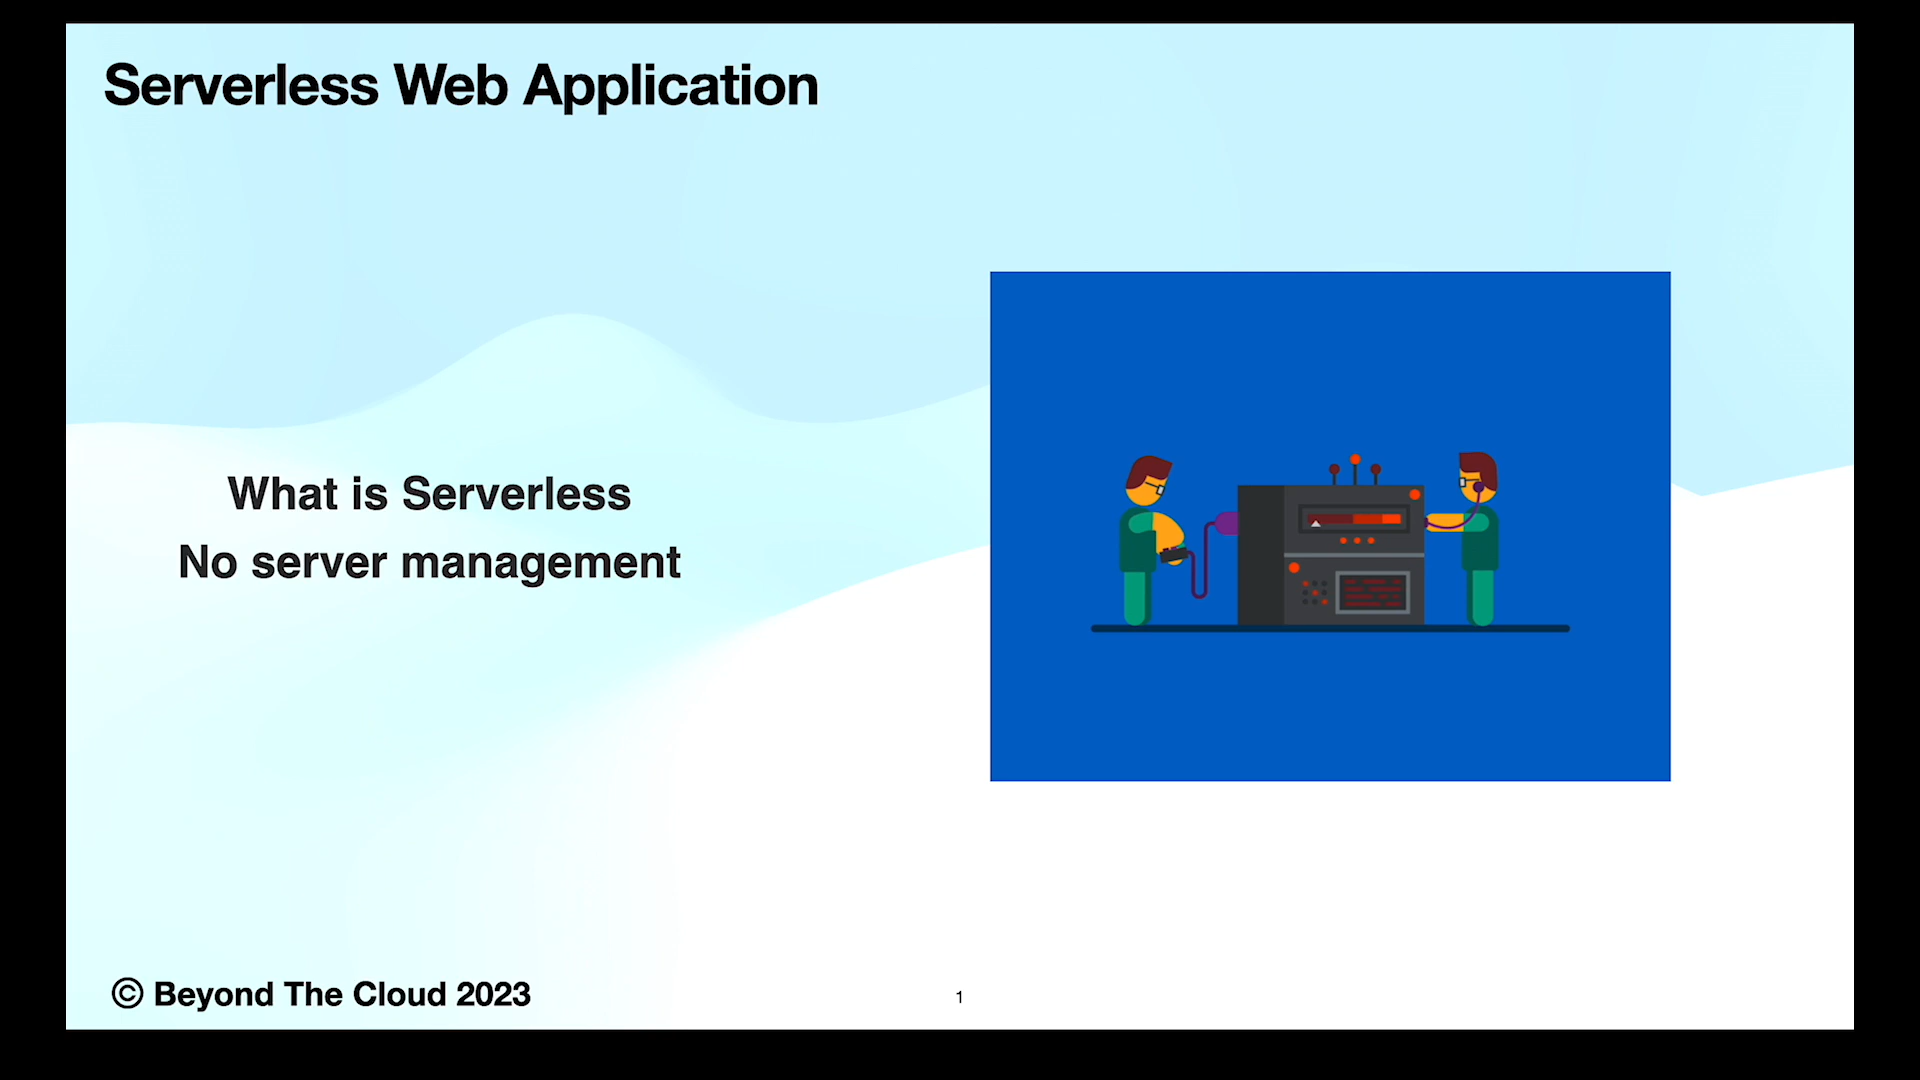 Serverless Web Application
What is Serverless
No server management
© Beyond The Cloud 2023
1